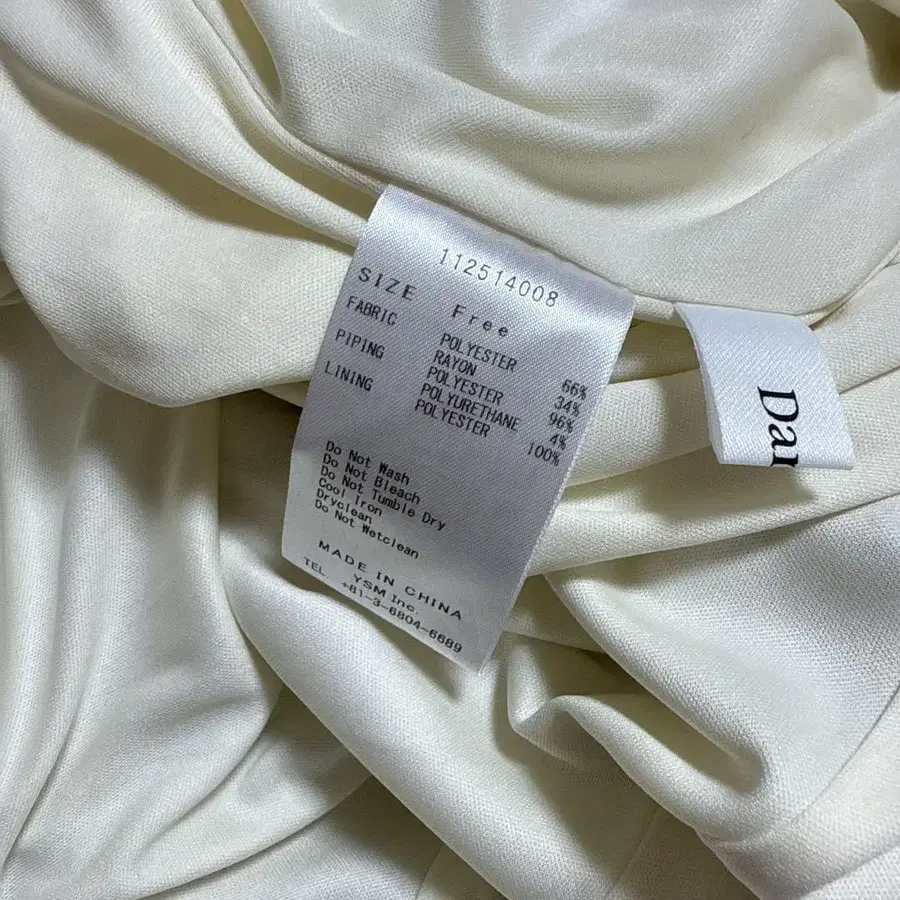 112514008
SIZE Free
FABRIC POLYESTER 66%
RAYON 34%
PIPING POLYESTER 96%
POLYURETHANE 4%
LINING POLYESTER 100%
Do Not Wash
Do Not Bleach
Do Not Tumble Dry
Cool Iron
Dryclean
Do Not Wetclean
MADE IN CHINA
YSM Inc.
TEL. +81-3-6804-6689